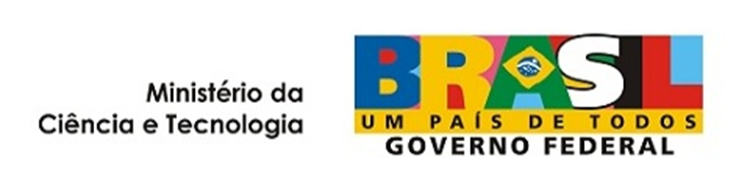 Ministério da
Ciência e Tecnologia
BRASIL
UM PAÍS DE TODOS
GOVERNO FEDERAL